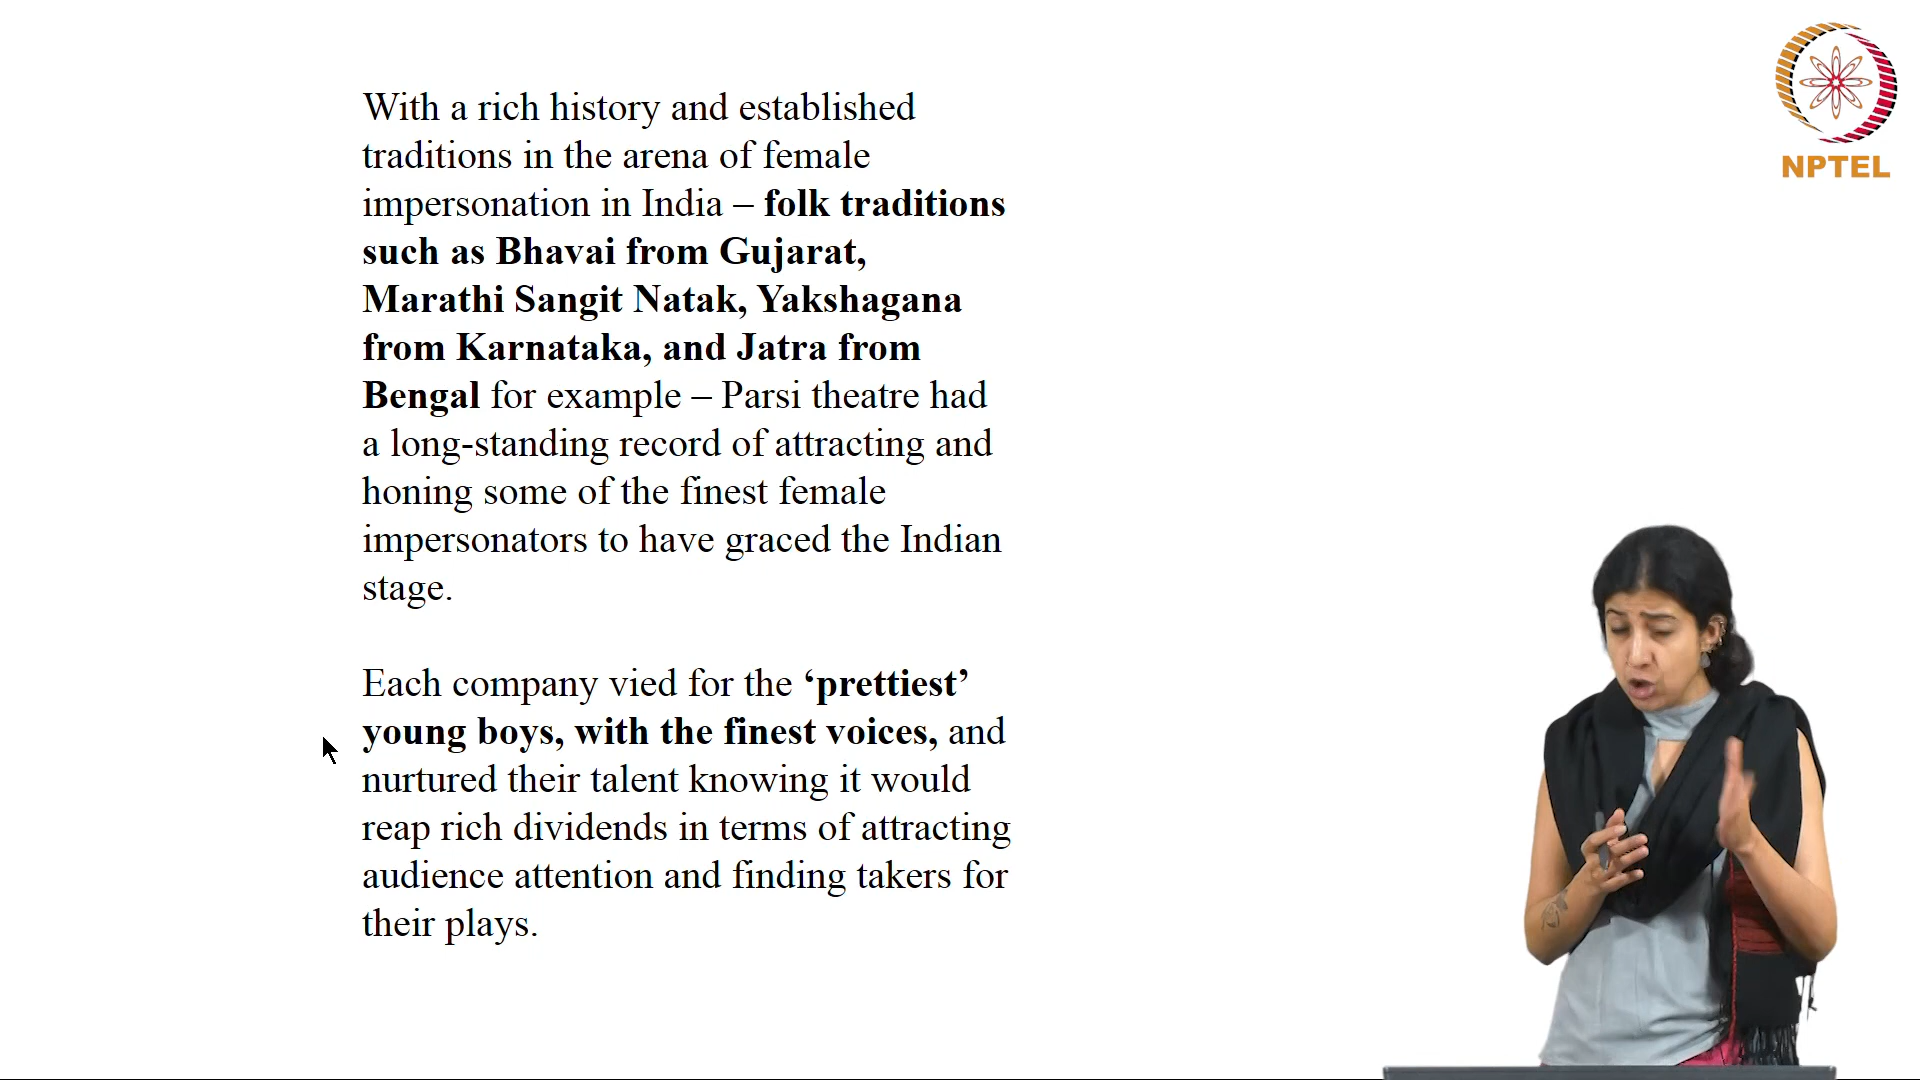 With a rich history and established
traditions in the arena of female
impersonation in India – folk traditions
such as Bhavai from Gujarat,
Marathi Sangit Natak, Yakshagana
from Karnataka, and Jatra from
Bengal for example – Parsi theatre had
a long-standing record of attracting and
honing some of the finest female
impersonators to have graced the Indian
stage.
Each company vied for the ‘prettiest’
young boys, with the finest voices, and
nurtured their talent knowing it would
reap rich dividends in terms of attracting
audience attention and finding takers for
their plays.
NPTEL